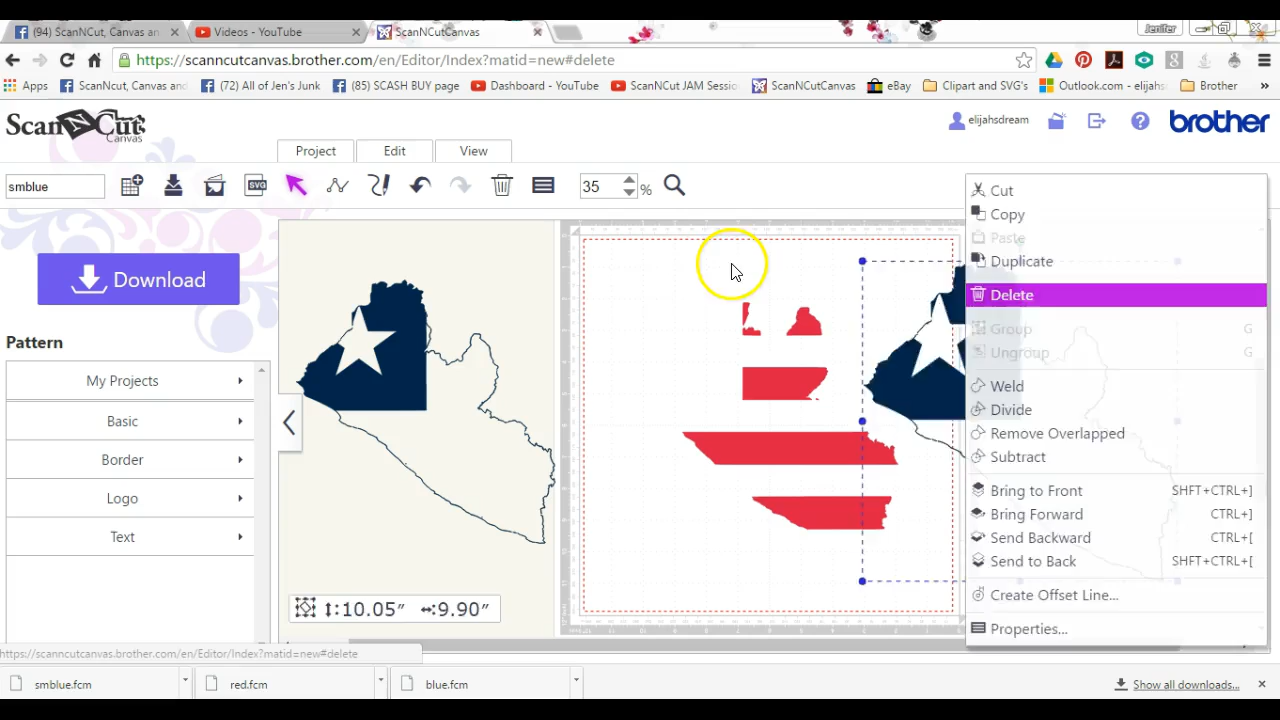 (94) ScanNCut, Canvas an
Videos - YouTube
ScanNCutCanvas
Jenifer
https://scanncutcanvas.brother.com/en/Editor/Index?matid=new#delete
Apps
ScanNcut, Canvas and
(72) All of Jen's Junk
(85) SCASH BUY page
Dashboard - YouTube
ScanNCut JAM Sessio
ScanNCutCanvas
eBay
Clipart and SVG's
Outlook.com - elijahs
Brother
»
ScanNCut
Canvas
elijahsdream
brother
Project
Edit
View
smblue
SVG
35
%
Download
Pattern
My Projects
Basic
Border
Logo
Text
Cut
Copy
Paste
Duplicate
Delete
Group G
Ungroup G
Weld
Divide
Remove Overlapped
Subtract
Bring to Front SHFT+CTRL+]
Bring Forward CTRL+]
Send Backward CTRL+[
Send to Back SHFT+CTRL+[
Create Offset Line...
Properties...
↕:10.05” ↔:9.90”
https://scanncutcanvas.brother.com/en/Editor/Index?matid=new#delete
smblue.fcm
red.fcm
blue.fcm
Show all downloads...